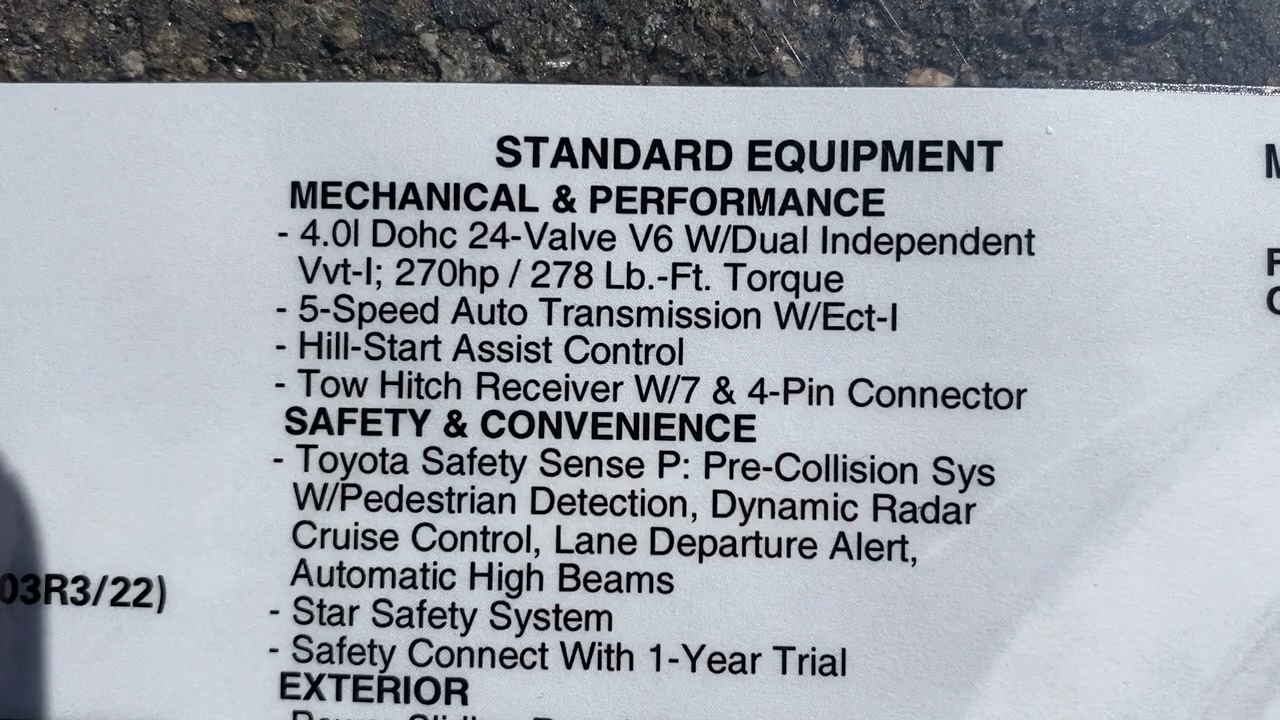 STANDARD EQUIPMENT
MECHANICAL & PERFORMANCE
- 4.0l Dohc 24-Valve V6 W/Dual Independent
Vvt-I; 270hp / 278 Lb.-Ft. Torque
- 5-Speed Auto Transmission W/Ect-I
- Hill-Start Assist Control
- Tow Hitch Receiver W/7 & 4-Pin Connector
SAFETY & CONVENIENCE
- Toyota Safety Sense P: Pre-Collision Sys
W/Pedestrian Detection, Dynamic Radar
Cruise Control, Lane Departure Alert,
Automatic High Beams
03R3/22)
- Star Safety System
- Safety Connect With 1-Year Trial
EXTERIOR